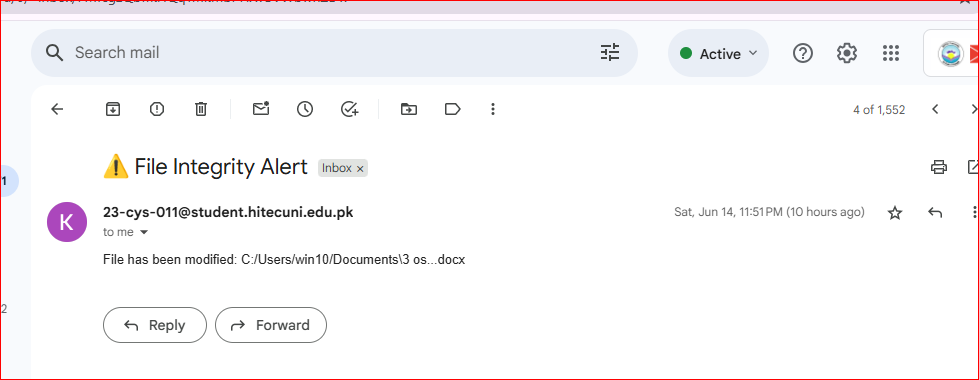 Search mail
Active
4 of 1,552
⚠️ File Integrity Alert Inbox ×
1
23-cys-011@student.hitecuni.edu.pk Sat, Jun 14, 11:51 PM (10 hours ago)
K
to me
File has been modified: C:/Users/win10/Documents\3 os...docx
2
Reply Forward